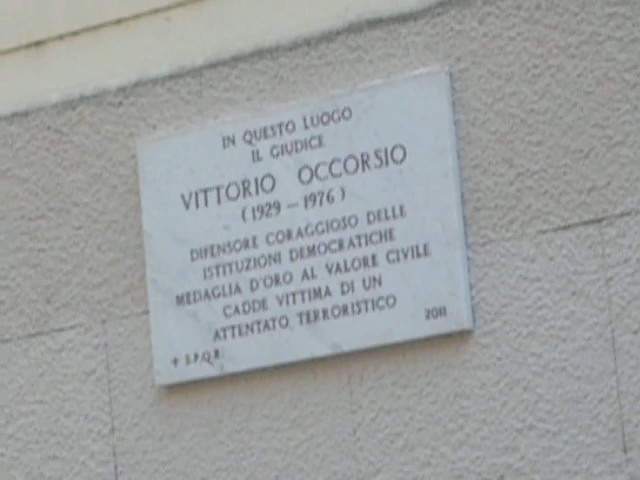 IN QUESTO LUOGO
IL GIUDICE
VITTORIO OCCORSIO
(1929 - 1976)
DIFENSORE CORAGGIOSO DELLE
ISTITUZIONI DEMOCRATICHE
MEDAGLIA D'ORO AL VALORE CIVILE
CADDE VITTIMA DI UN
ATTENTATO TERRORISTICO
+ S.P.Q.R. 2011